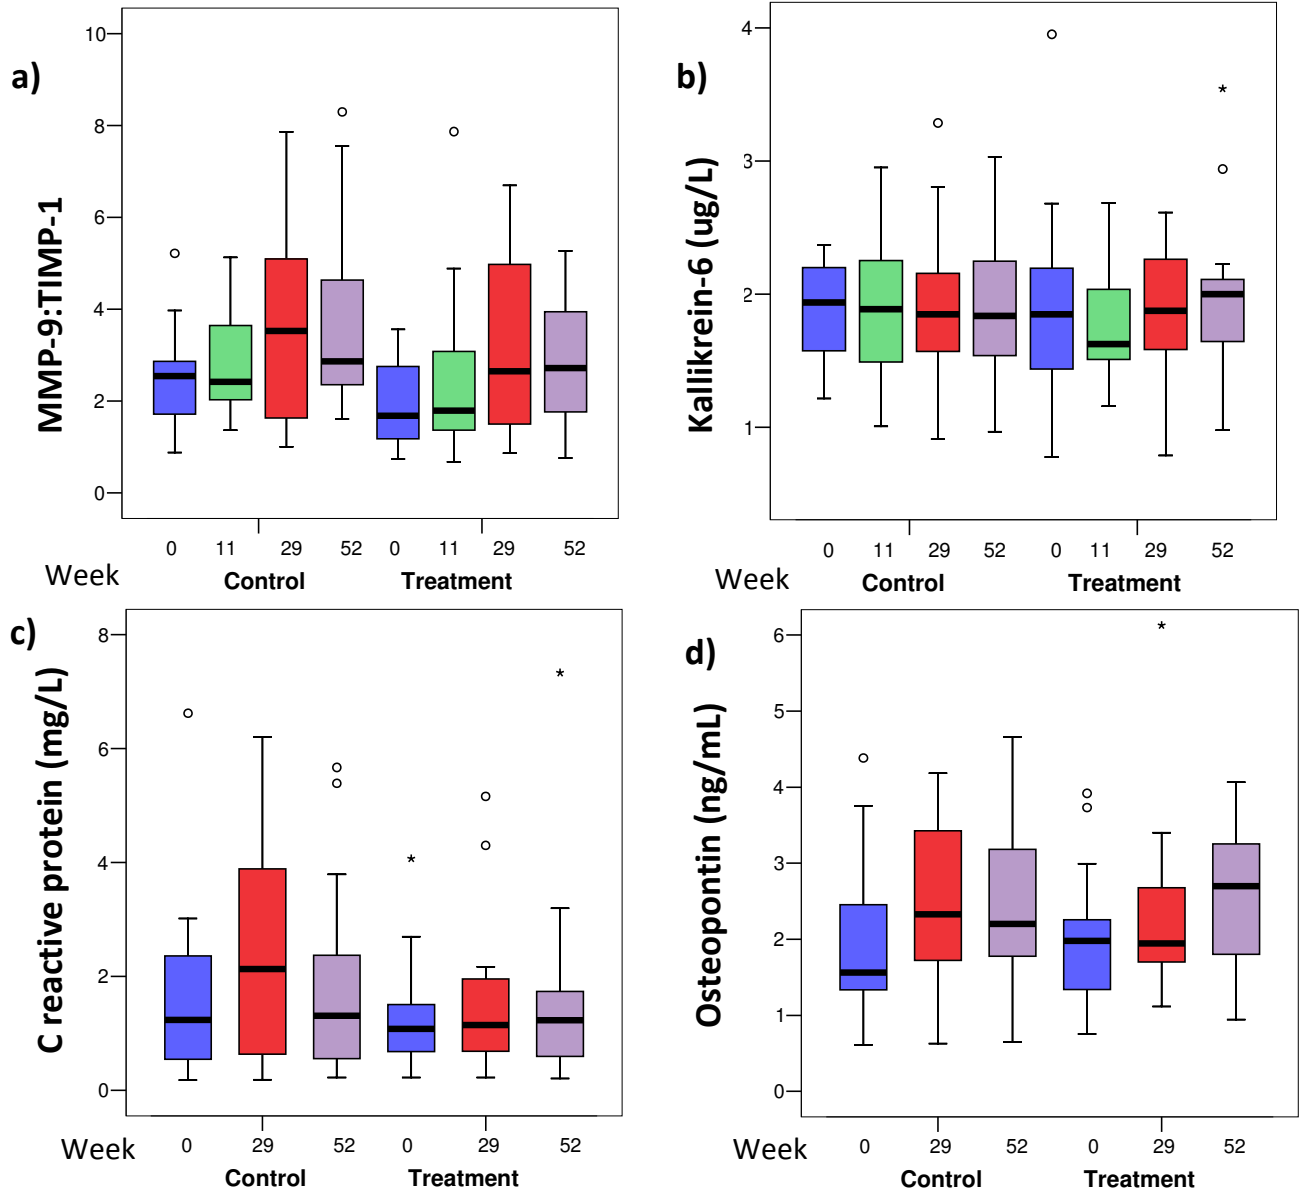 a)
MMP-9:TIMP-1
10
8
6
4
2
0
0 11 29 52 0 11 29 52
Week
Control Treatment
b)
Kallikrein-6 (ug/L)
4
3
2
1
0 11 29 52 0 11 29 52
Week
Control Treatment
c)
C reactive protein (mg/L)
8
6
4
2
0
Week 0 29 52 0 29 52
Control Treatment
d)
Osteopontin (ng/mL)
6
5
4
3
2
1
0
Week 0 29 52 0 29 52
Control Treatment